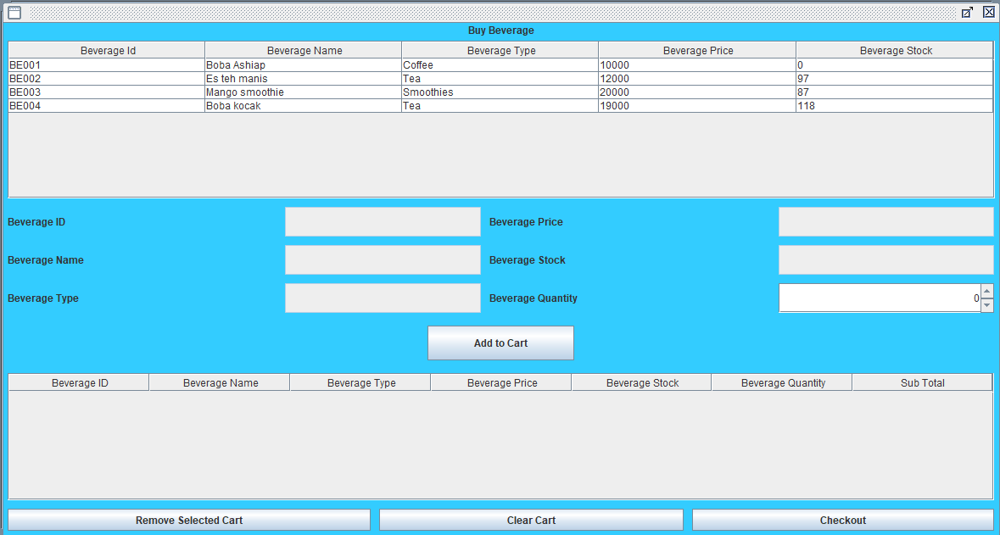 Buy Beverage
Beverage Id Beverage Name Beverage Type Beverage Price Beverage Stock
BE001 Boba Ashiap Coffee 10000 0
BE002 Es teh manis Tea 12000 97
BE003 Mango smoothie Smoothies 20000 87
BE004 Boba kocak Tea 19000 118
Beverage ID Beverage Price
Beverage Name Beverage Stock
Beverage Type Beverage Quantity 0
Add to Cart
Beverage ID Beverage Name Beverage Type Beverage Price Beverage Stock Beverage Quantity Sub Total
Remove Selected Cart Clear Cart Checkout